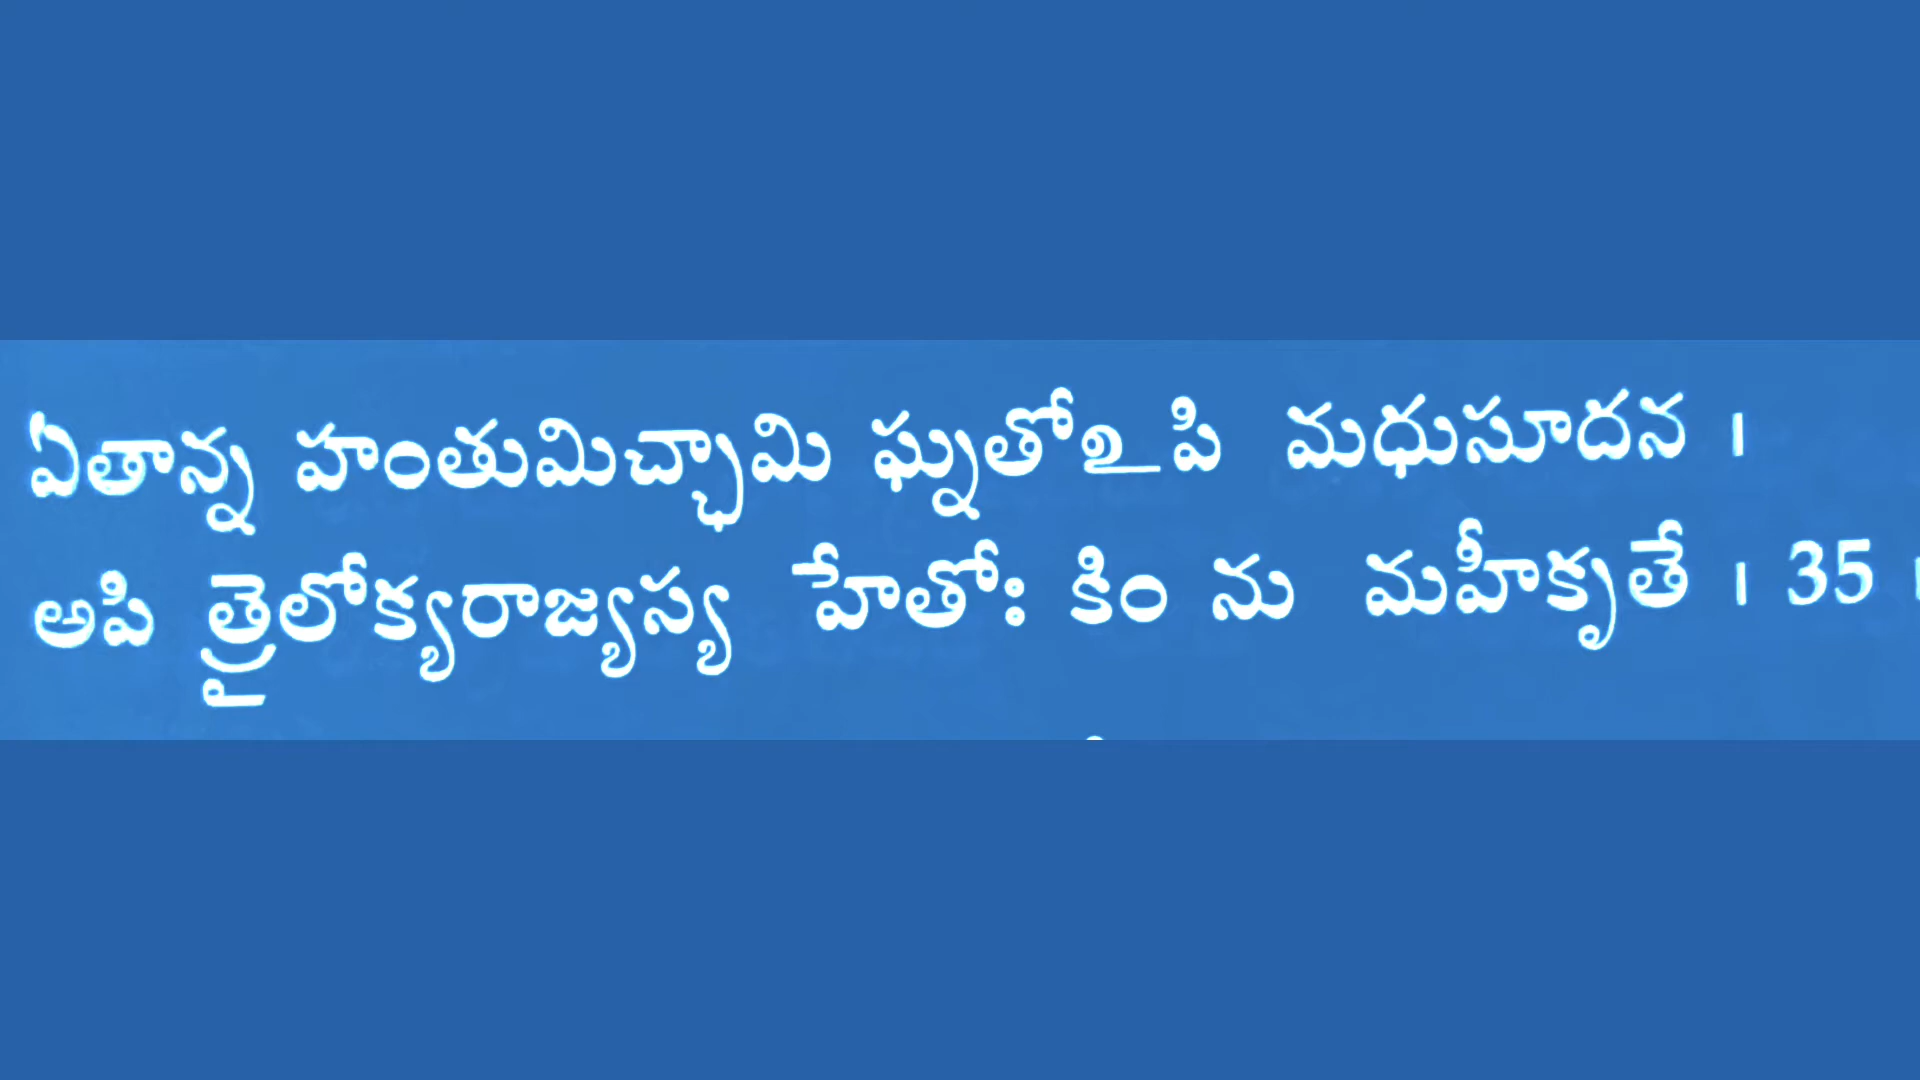 ఏతాన్న హంతుమిచ్ఛామి ఘ్నతోఽపి మధుసూదన ।
అపి త్రైలోక్యరాజ్యస్య హేతోః కిం ను మహీకృతే । 35 ।